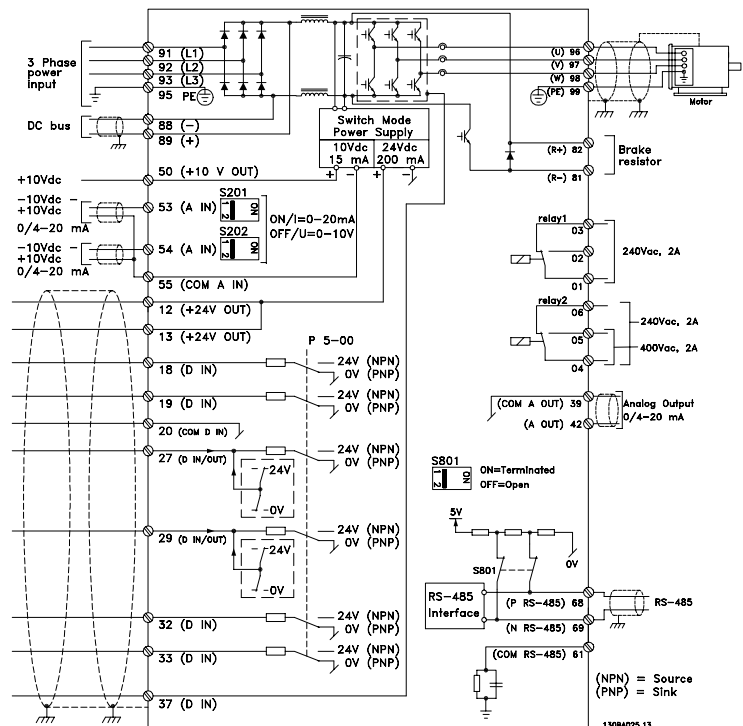 3 Phase
power
input
91 (L1)
92 (L2)
93 (L3)
95 PE
DC bus
88 (-)
89 (+)
Switch Mode
Power Supply
10Vdc
15 mA
24Vdc
200 mA
+ - + -
(U) 96
(V) 97
(W) 98
(PE) 99
Motor
(R+) 82
(R-) 81
Brake
resistor
+10Vdc
50 (+10 V OUT)
-10Vdc -
+10Vdc
0/4-20 mA
53 (A IN)
S201
1 2
ON
-10Vdc -
+10Vdc
0/4-20 mA
54 (A IN)
S202
1 2
ON
ON/I=0-20mA
OFF/U=0-10V
55 (COM A IN)
12 (+24V OUT)
13 (+24V OUT)
relay1
03
02
01
240Vac, 2A
relay2
06
05
04
240Vac, 2A
400Vac, 2A
P 5-00
18 (D IN)
24V (NPN)
0V (PNP)
19 (D IN)
24V (NPN)
0V (PNP)
20 (COM D IN)
27 (D IN/OUT)
24V (NPN)
0V (PNP)
24V
0V
29 (D IN/OUT)
24V (NPN)
0V (PNP)
24V
0V
32 (D IN)
24V (NPN)
0V (PNP)
33 (D IN)
24V (NPN)
0V (PNP)
37 (D IN)
(COM A OUT) 39
(A OUT) 42
Analog Output
0/4-20 mA
S801
1 2
ON
ON=Terminated
OFF=Open
5V
S801
0V
RS-485
Interface
(P RS-485) 68
(N RS-485) 69
RS-485
(COM RS-485) 61
(NPN) = Source
(PNP) = Sink
130BA025.13